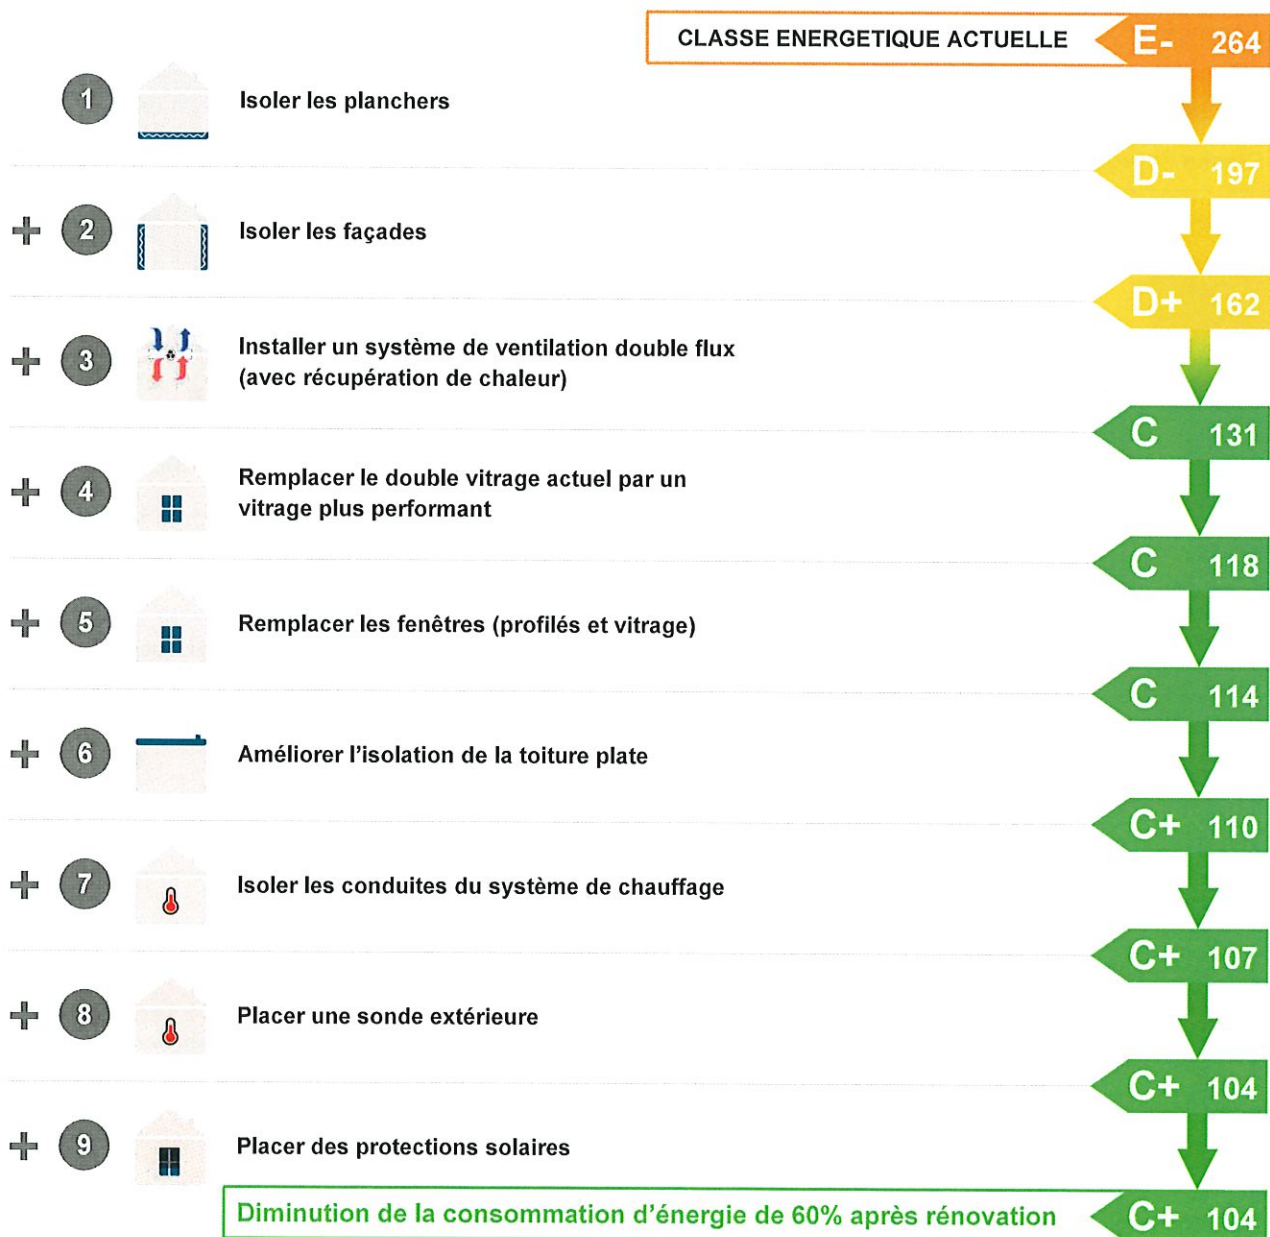 CLASSE ENERGETIQUE ACTUELLE E- 264
1 Isoler les planchers
D- 197
+ 2 Isoler les façades
D+ 162
+ 3 Installer un système de ventilation double flux
(avec récupération de chaleur)
C 131
+ 4 Remplacer le double vitrage actuel par un
vitrage plus performant
C 118
+ 5 Remplacer les fenêtres (profilés et vitrage)
C 114
+ 6 Améliorer l'isolation de la toiture plate
C+ 110
+ 7 Isoler les conduites du système de chauffage
C+ 107
+ 8 Placer une sonde extérieure
C+ 104
+ 9 Placer des protections solaires
Diminution de la consommation d'énergie de 60% après rénovation C+ 104